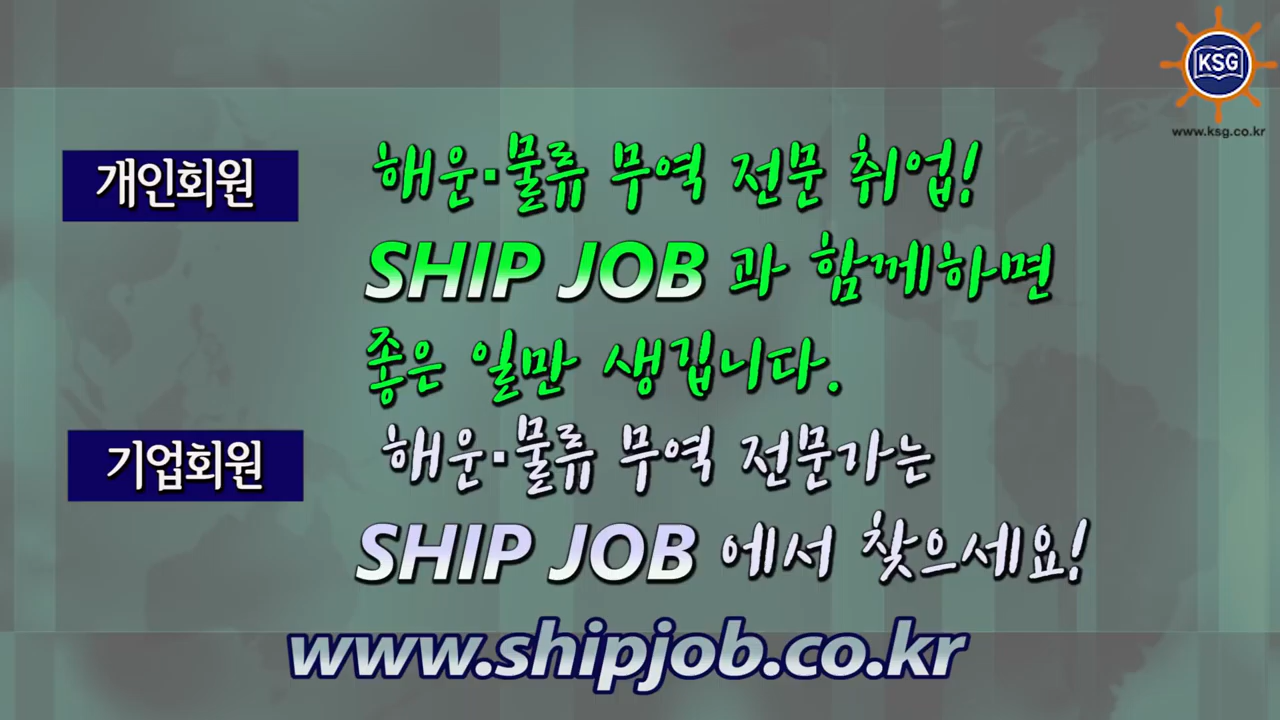 KSG
www.ksg.co.kr
개인회원
해운·물류 무역 전문 취업!
SHIP JOB 과 함께하면
좋은 일만 생깁니다.
기업회원
해운·물류 무역 전문가는
SHIP JOB 에서 찾으세요!
www.shipjob.co.kr